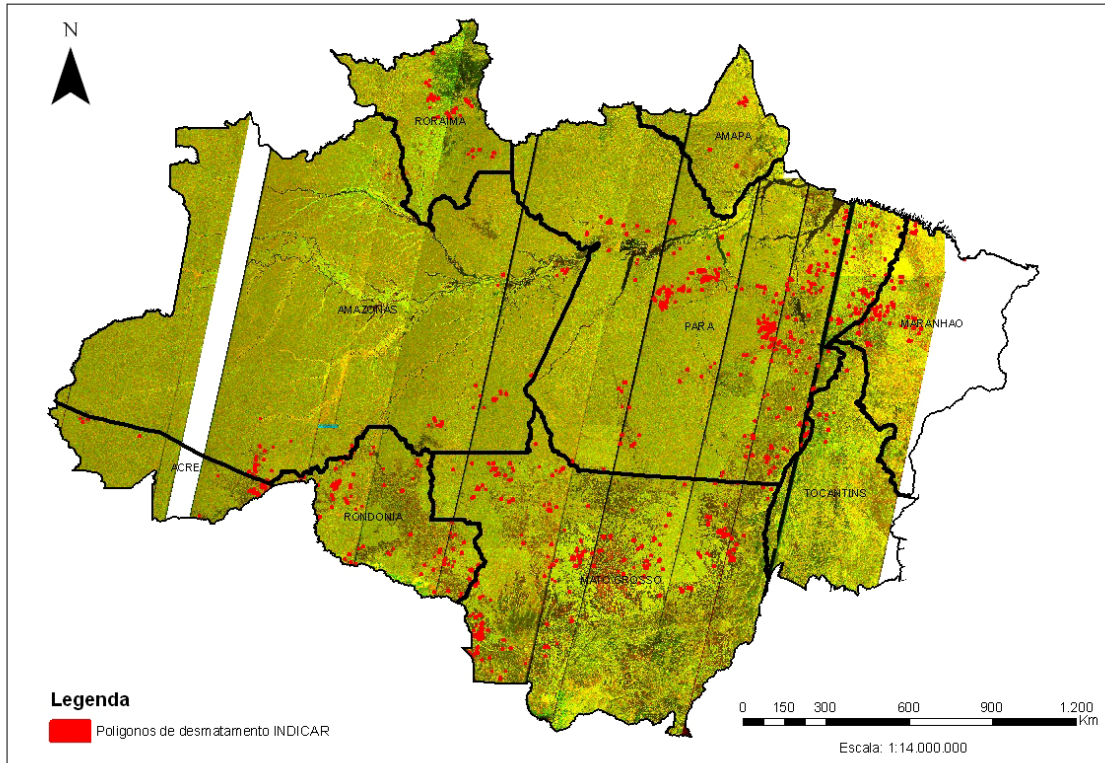 N
RORAIMA
AMAPA
AMAZONAS
PARA
MARANHAO
ACRE
TOCANTINS
RONDONIA
MATO GROSSO
Legenda
Polígonos de desmatamento INDICAR
0 150 300 600 900 1.200
Km
Escala: 1:14.000.000